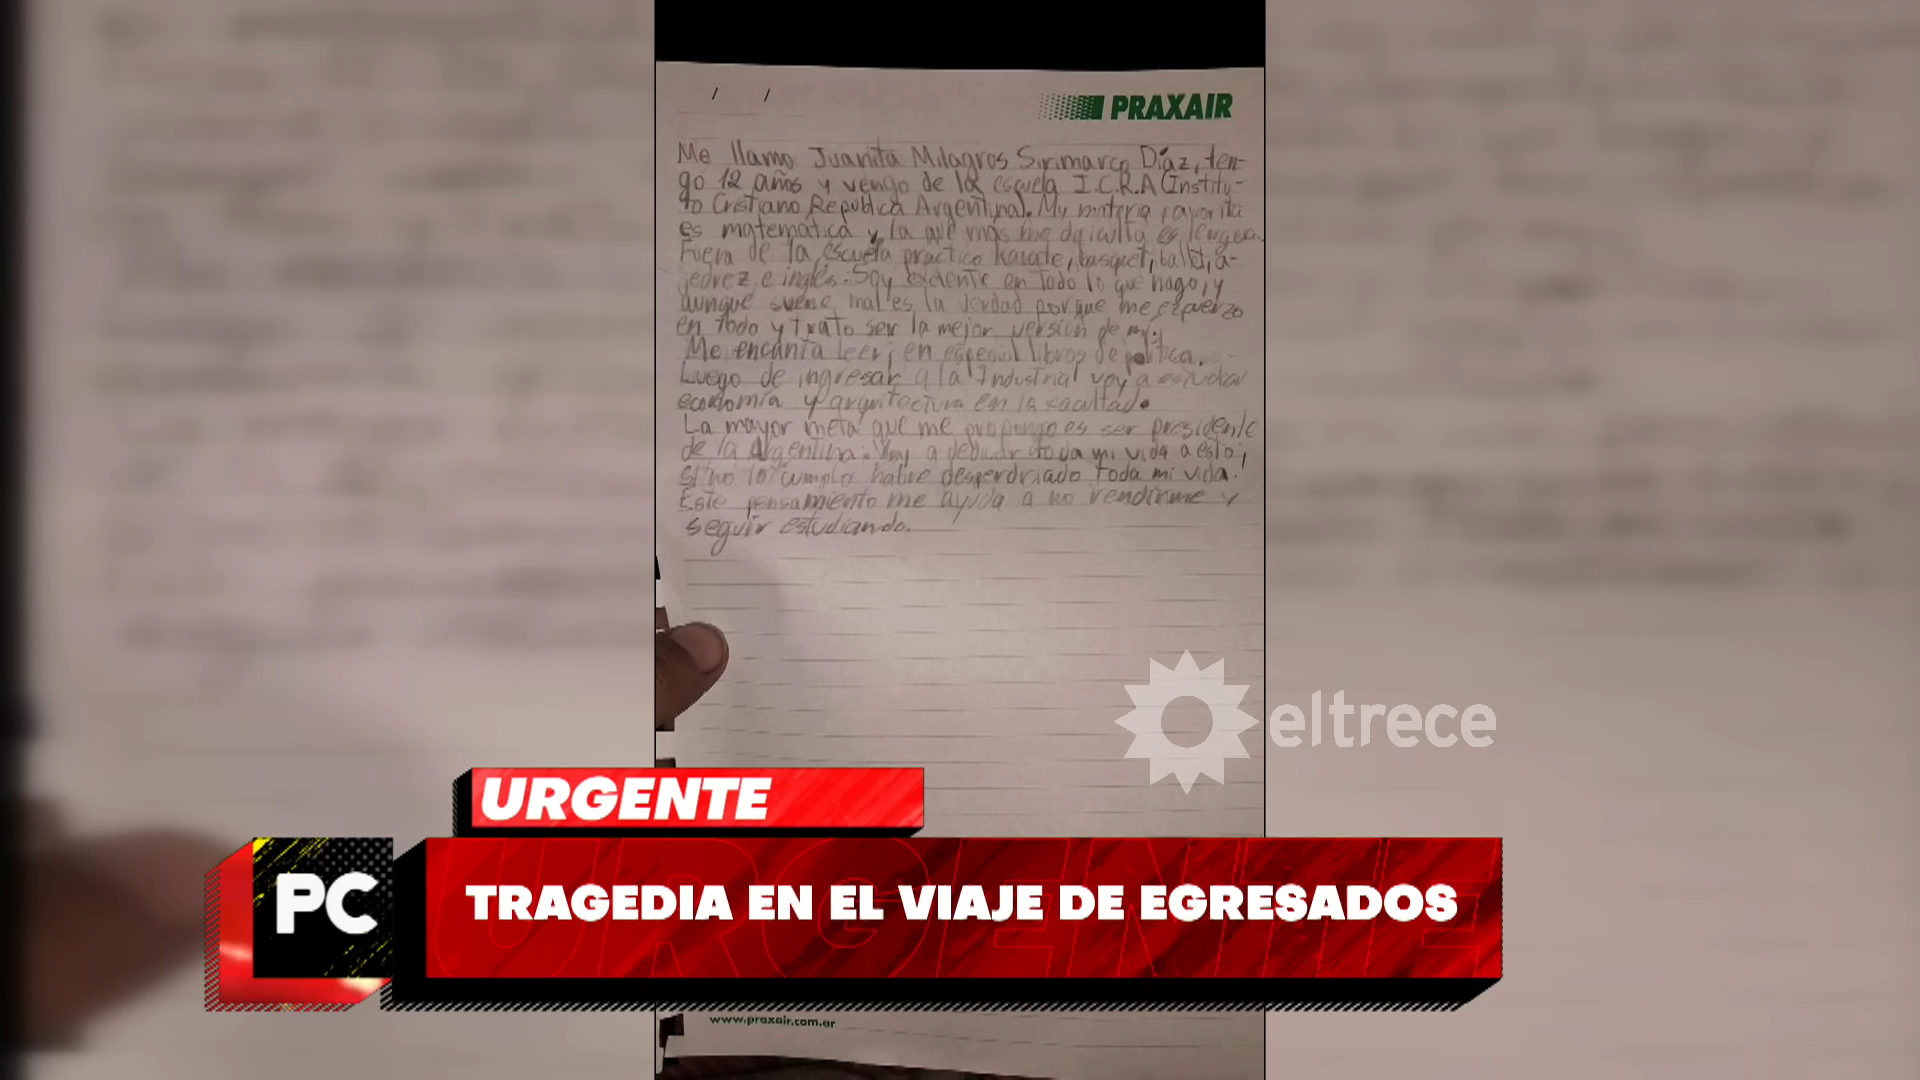 / /
PRAXAIR
Me llamo Juanita Milagros Sirimarco Díaz, ten-
go 12 años y vengo de la escuela I.C.R.A (Institu-
to Cristiano República Argentina). My materia favorita
es matemática y la que más me dificulta es lengua.
Fuera de la escuela practico karate, basquet, ballet, a-
jedrez e inglés. Soy exelente en todo lo que hago, y
aunque suene mal es la verdad porque me esfuerzo
en todo y trato ser la mejor versión de mí.
Me encanta leer, en especial libros de política.
Luego de ingresar a la Industrial voy a estudiar
economía y arquitectura en la facultad.
La mayor meta que me propongo es ser presidente
de la Argentina. Voy a dedicar toda mi vida a esto,
si no lo cumplo habre desperdiciado toda mi vida.
Este pensamiento me ayuda a no rendirme y
seguir estudiando.
eltrece
URGENTE
PC
TRAGEDIA EN EL VIAJE DE EGRESADOS
www.praxair.com.ar